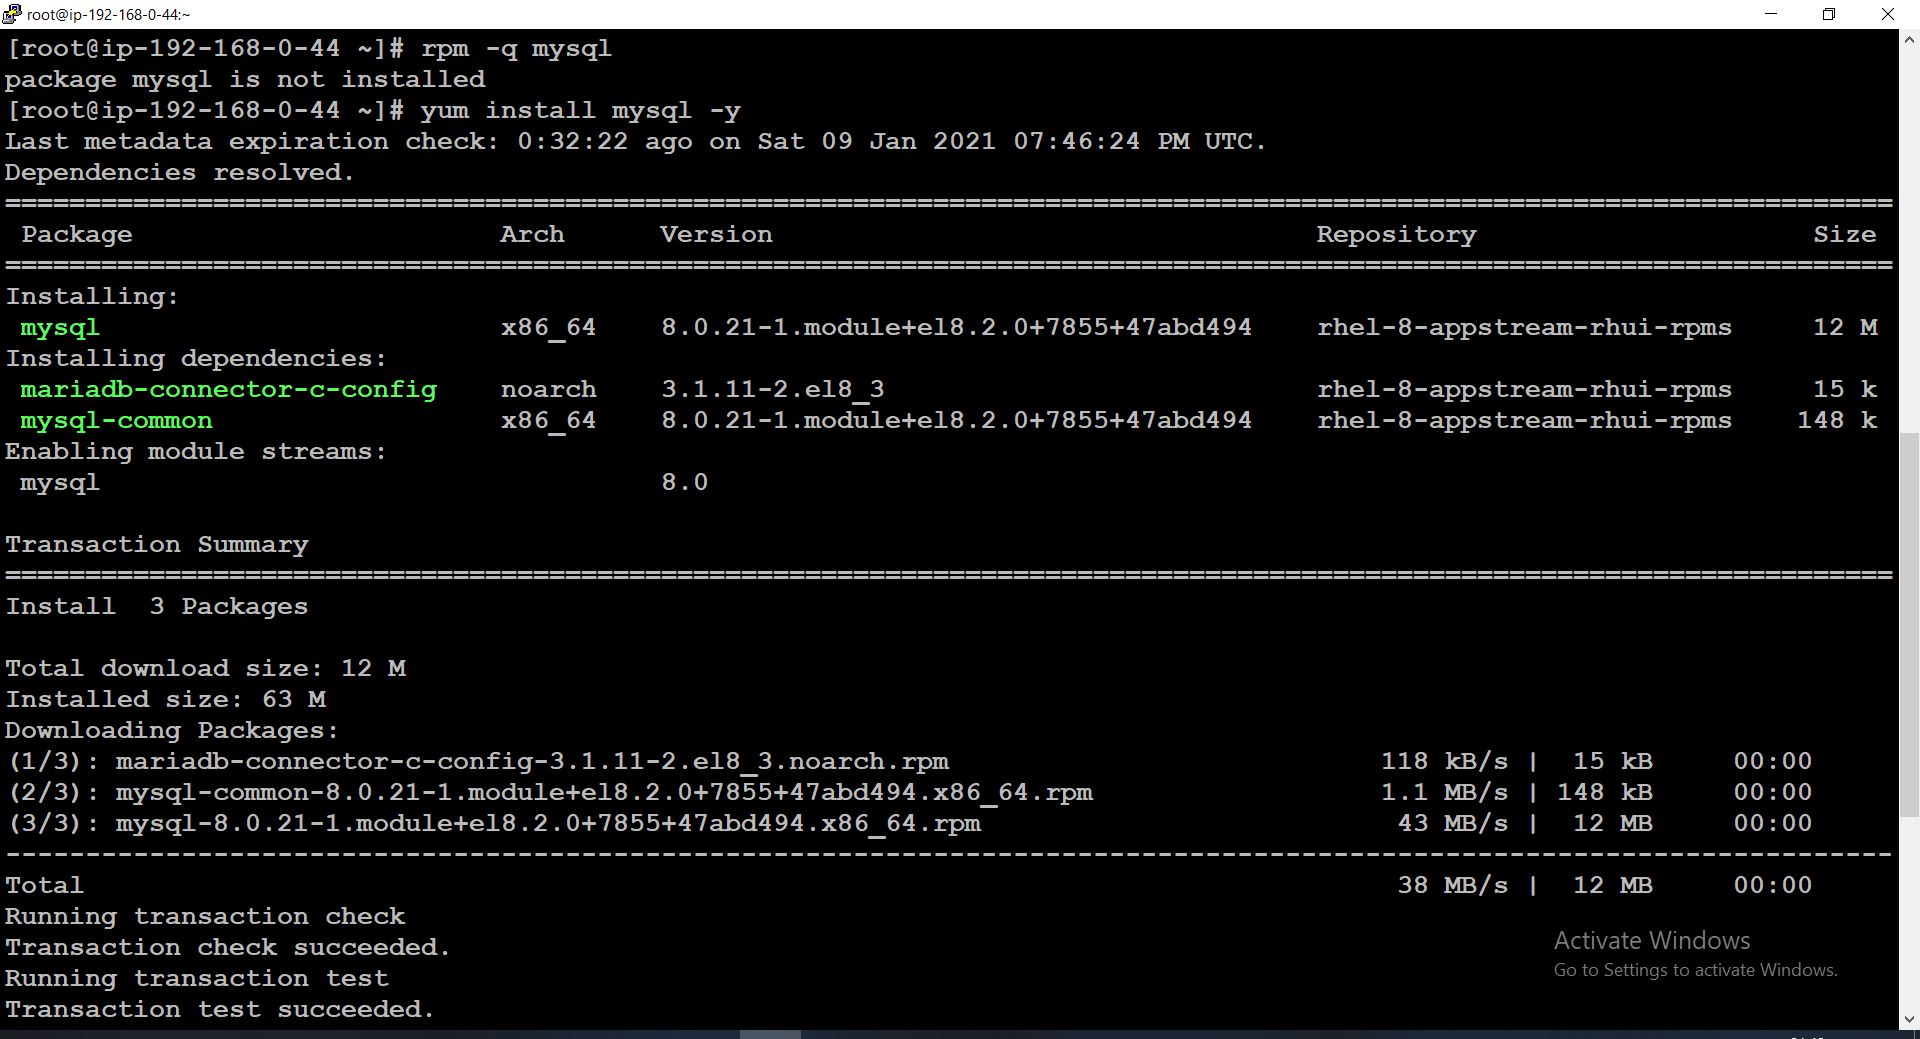 root@ip-192-168-0-44:~
[root@ip-192-168-0-44 ~]# rpm -q mysql
package mysql is not installed
[root@ip-192-168-0-44 ~]# yum install mysql -y
Last metadata expiration check: 0:32:22 ago on Sat 09 Jan 2021 07:46:24 PM UTC.
Dependencies resolved.
================================================================================
Package Arch Version Repository Size
================================================================================
Installing:
mysql x86_64 8.0.21-1.module+el8.2.0+7855+47abd494 rhel-8-appstream-rhui-rpms 12 M
Installing dependencies:
mariadb-connector-c-config noarch 3.1.11-2.el8_3 rhel-8-appstream-rhui-rpms 15 k
mysql-common x86_64 8.0.21-1.module+el8.2.0+7855+47abd494 rhel-8-appstream-rhui-rpms 148 k
Enabling module streams:
mysql 8.0
Transaction Summary
================================================================================
Install 3 Packages
Total download size: 12 M
Installed size: 63 M
Downloading Packages:
(1/3): mariadb-connector-c-config-3.1.11-2.el8_3.noarch.rpm 118 kB/s | 15 kB 00:00
(2/3): mysql-common-8.0.21-1.module+el8.2.0+7855+47abd494.x86_64.rpm 1.1 MB/s | 148 kB 00:00
(3/3): mysql-8.0.21-1.module+el8.2.0+7855+47abd494.x86_64.rpm 43 MB/s | 12 MB 00:00
--------------------------------------------------------------------------------
Total 38 MB/s | 12 MB 00:00
Running transaction check
Transaction check succeeded.
Running transaction test
Transaction test succeeded.
Activate Windows
Go to Settings to activate Windows.